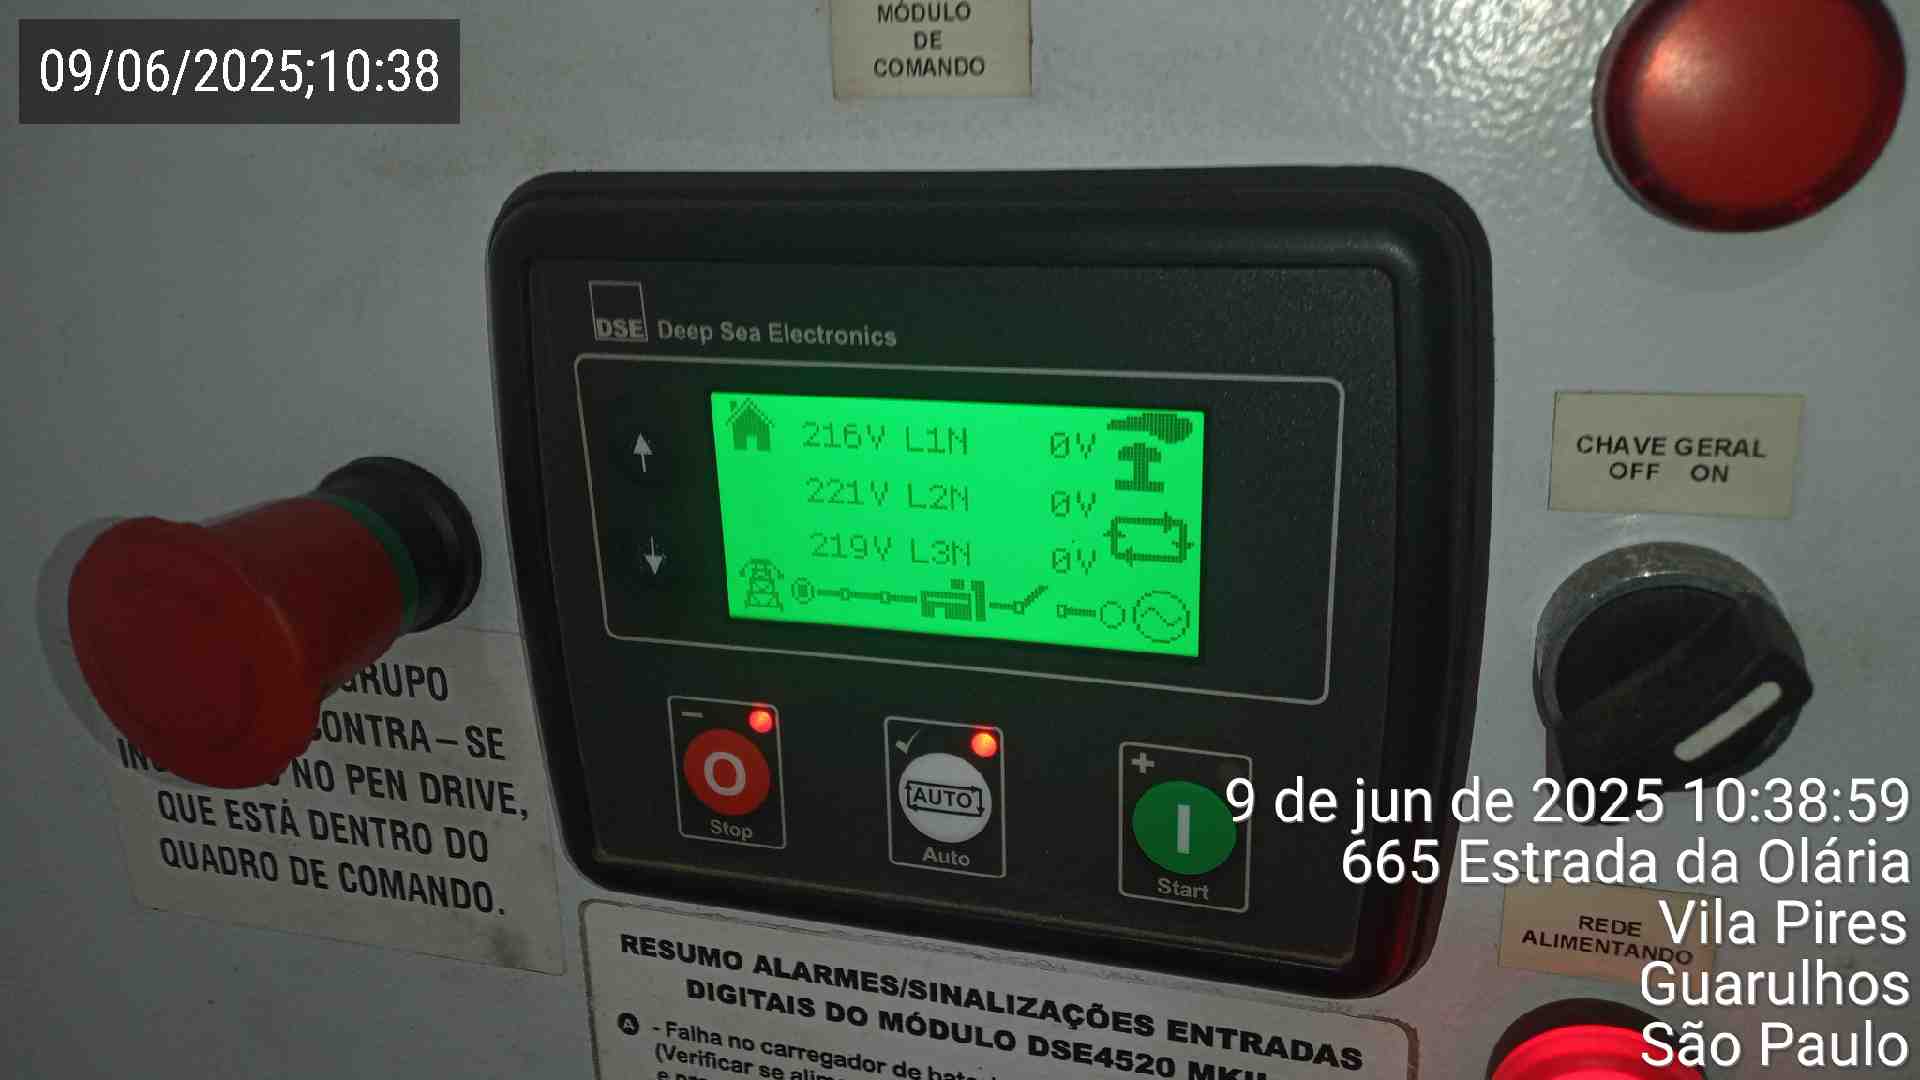 09/06/2025;10:38
MÓDULO
DE
COMANDO
DSE Deep Sea Electronics
216V L1N 0V
221V L2N 0V
219V L3N 0V
CHAVE GERAL
OFF ON
- O Stop
AUTO Auto
+ I Start
GRUPO
CONTRA-SE
NO PEN DRIVE,
QUE ESTÁ DENTRO DO
QUADRO DE COMANDO.
REDE
ALIMENTANDO
RESUMO ALARMES/SINALIZAÇÕES ENTRADAS
DIGITAIS DO MÓDULO DSE4520 MKII
A - Falha no carregador de
(Verificar se
9 de jun de 2025 10:38:59
665 Estrada da Olária
Vila Pires
Guarulhos
São Paulo